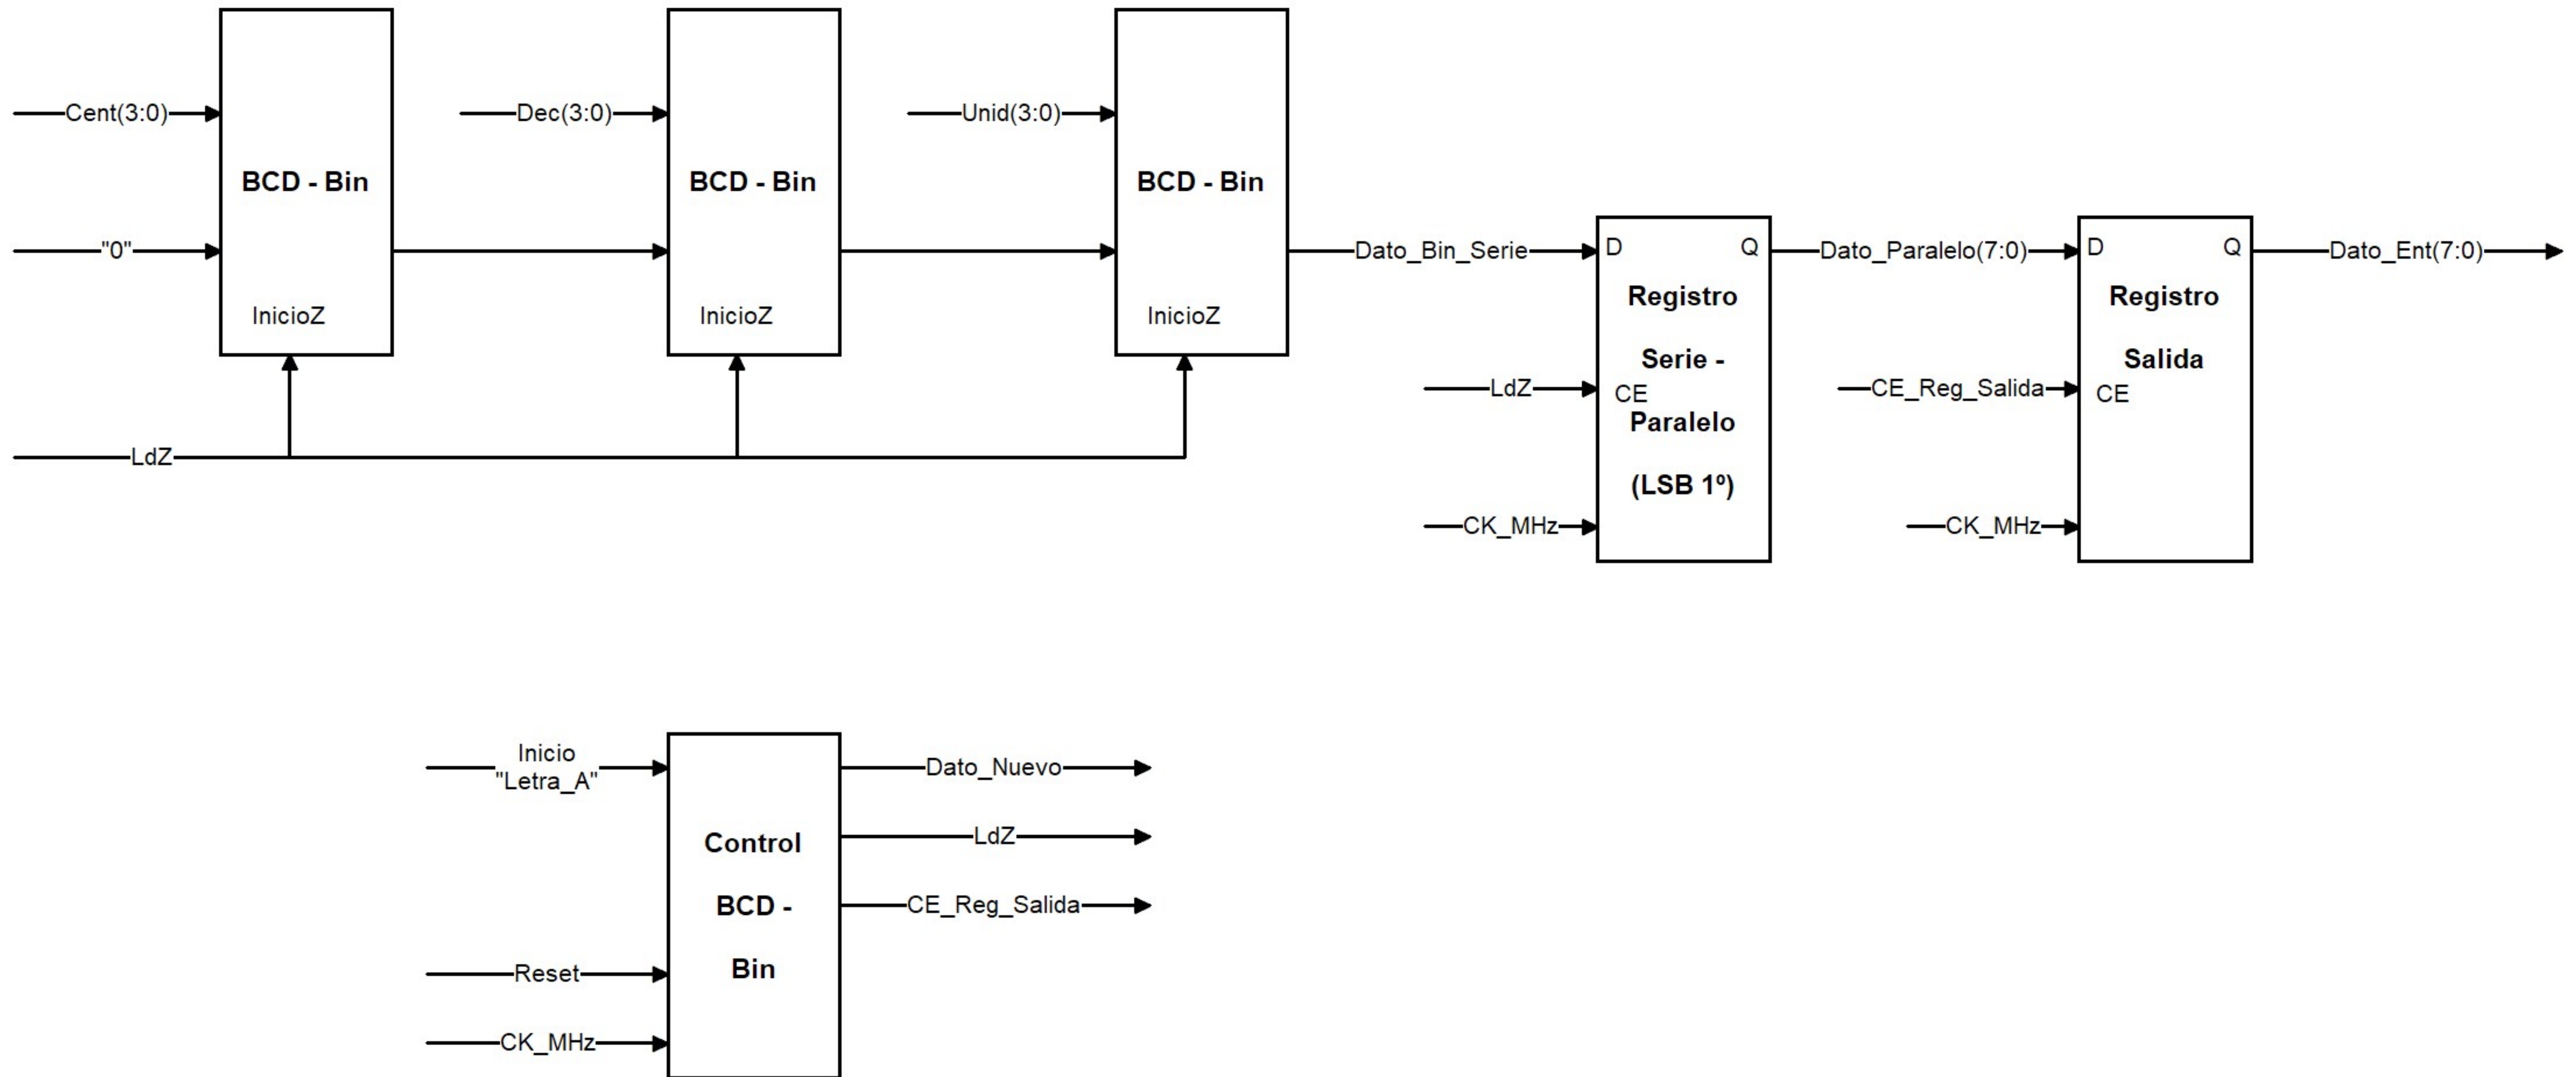 Cent(3:0)
"0"
BCD - Bin
InicioZ
Dec(3:0)
BCD - Bin
InicioZ
Unid(3:0)
BCD - Bin
InicioZ
LdZ
Dato_Bin_Serie
LdZ
CK_MHz
D
Q
Registro
Serie -
CE
Paralelo
(LSB 1º)
Dato_Paralelo(7:0)
CE_Reg_Salida
CK_MHz
D
Q
Registro
Salida
CE
Dato_Ent(7:0)
Inicio
"Letra_A"
Reset
CK_MHz
Control
BCD -
Bin
Dato_Nuevo
LdZ
CE_Reg_Salida